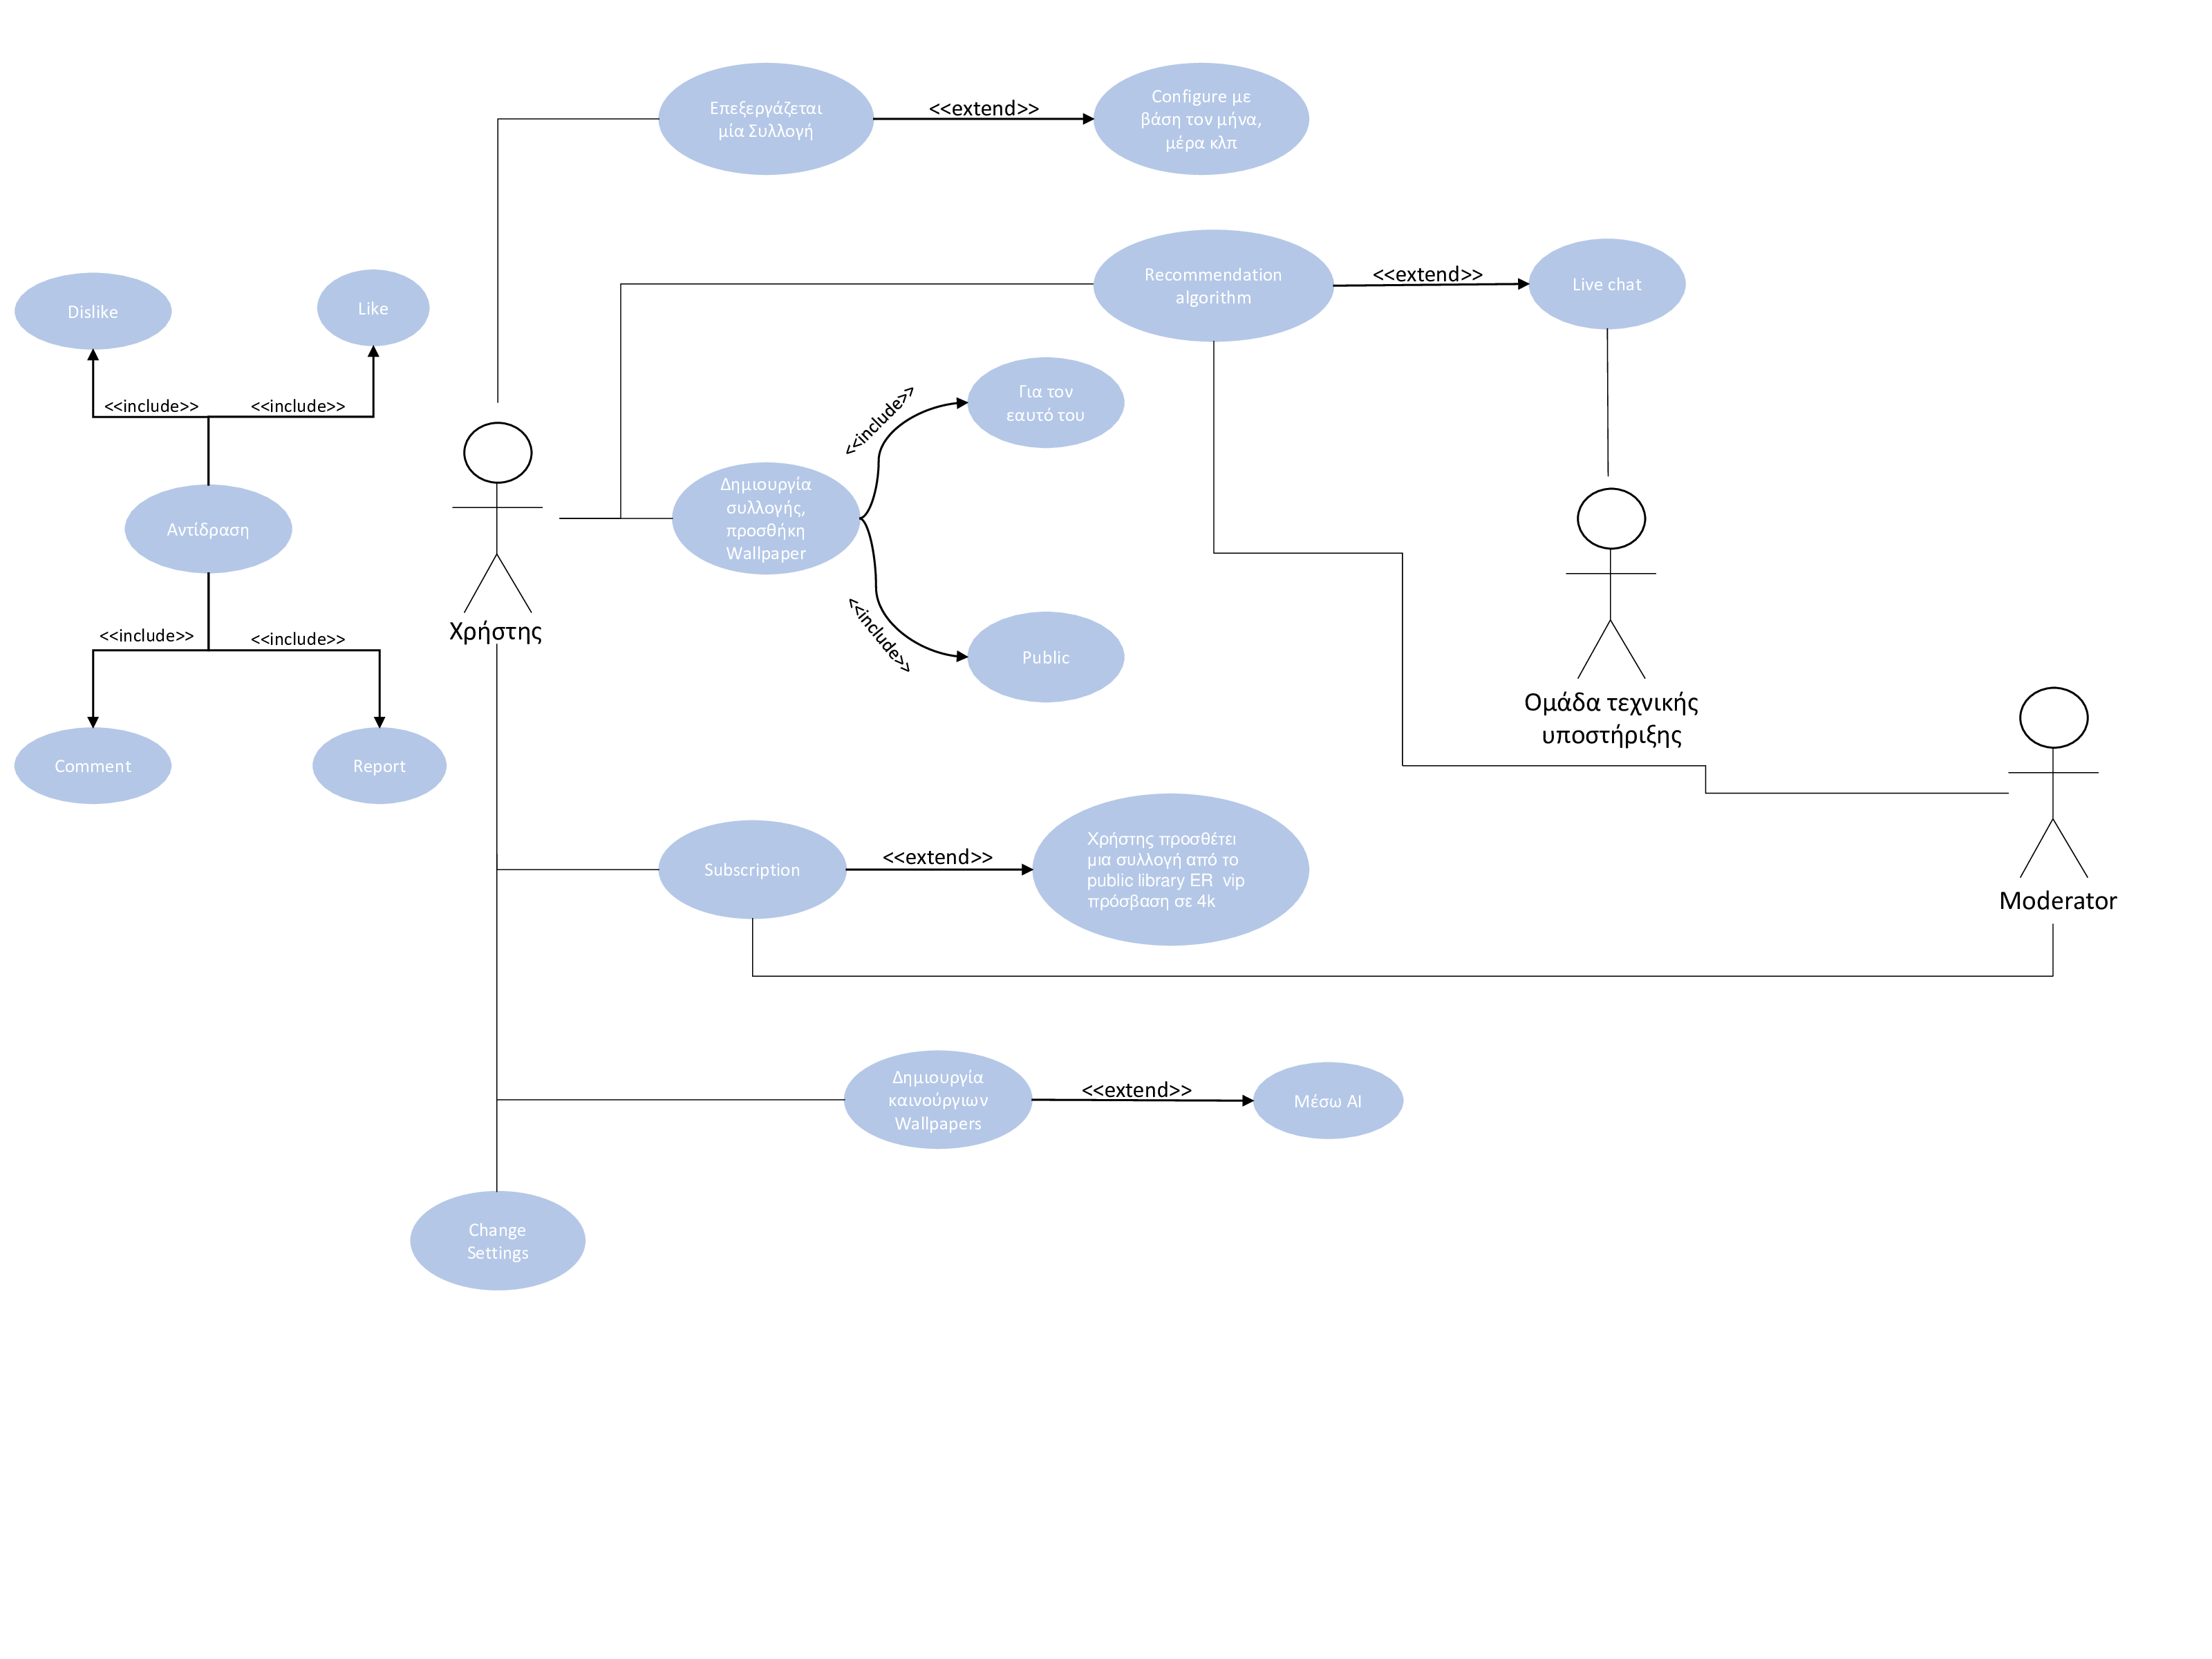 Επεξεργάζεται
μία Συλλογή
<<extend>>
Configure με
βάση τον μήνα,
μέρα κλπ
Recommendation
algorithm
<<extend>>
Live chat
Dislike
Like
<<include>>
<<include>>
Αντίδραση
<<include>>
<<include>>
Comment
Report
Χρήστης
Δημιουργία
συλλογής,
προσθήκη
Wallpaper
<<include>>
Για τον
εαυτό του
<<include>>
Public
Ομάδα τεχνικής
υποστήριξης
Moderator
Subscription
<<extend>>
Χρήστης προσθέτει
μια συλλογή από το
public library ER  vip
πρόσβαση σε 4k
Δημιουργία
καινούργιων
Wallpapers
<<extend>>
Μέσω AI
Change
Settings